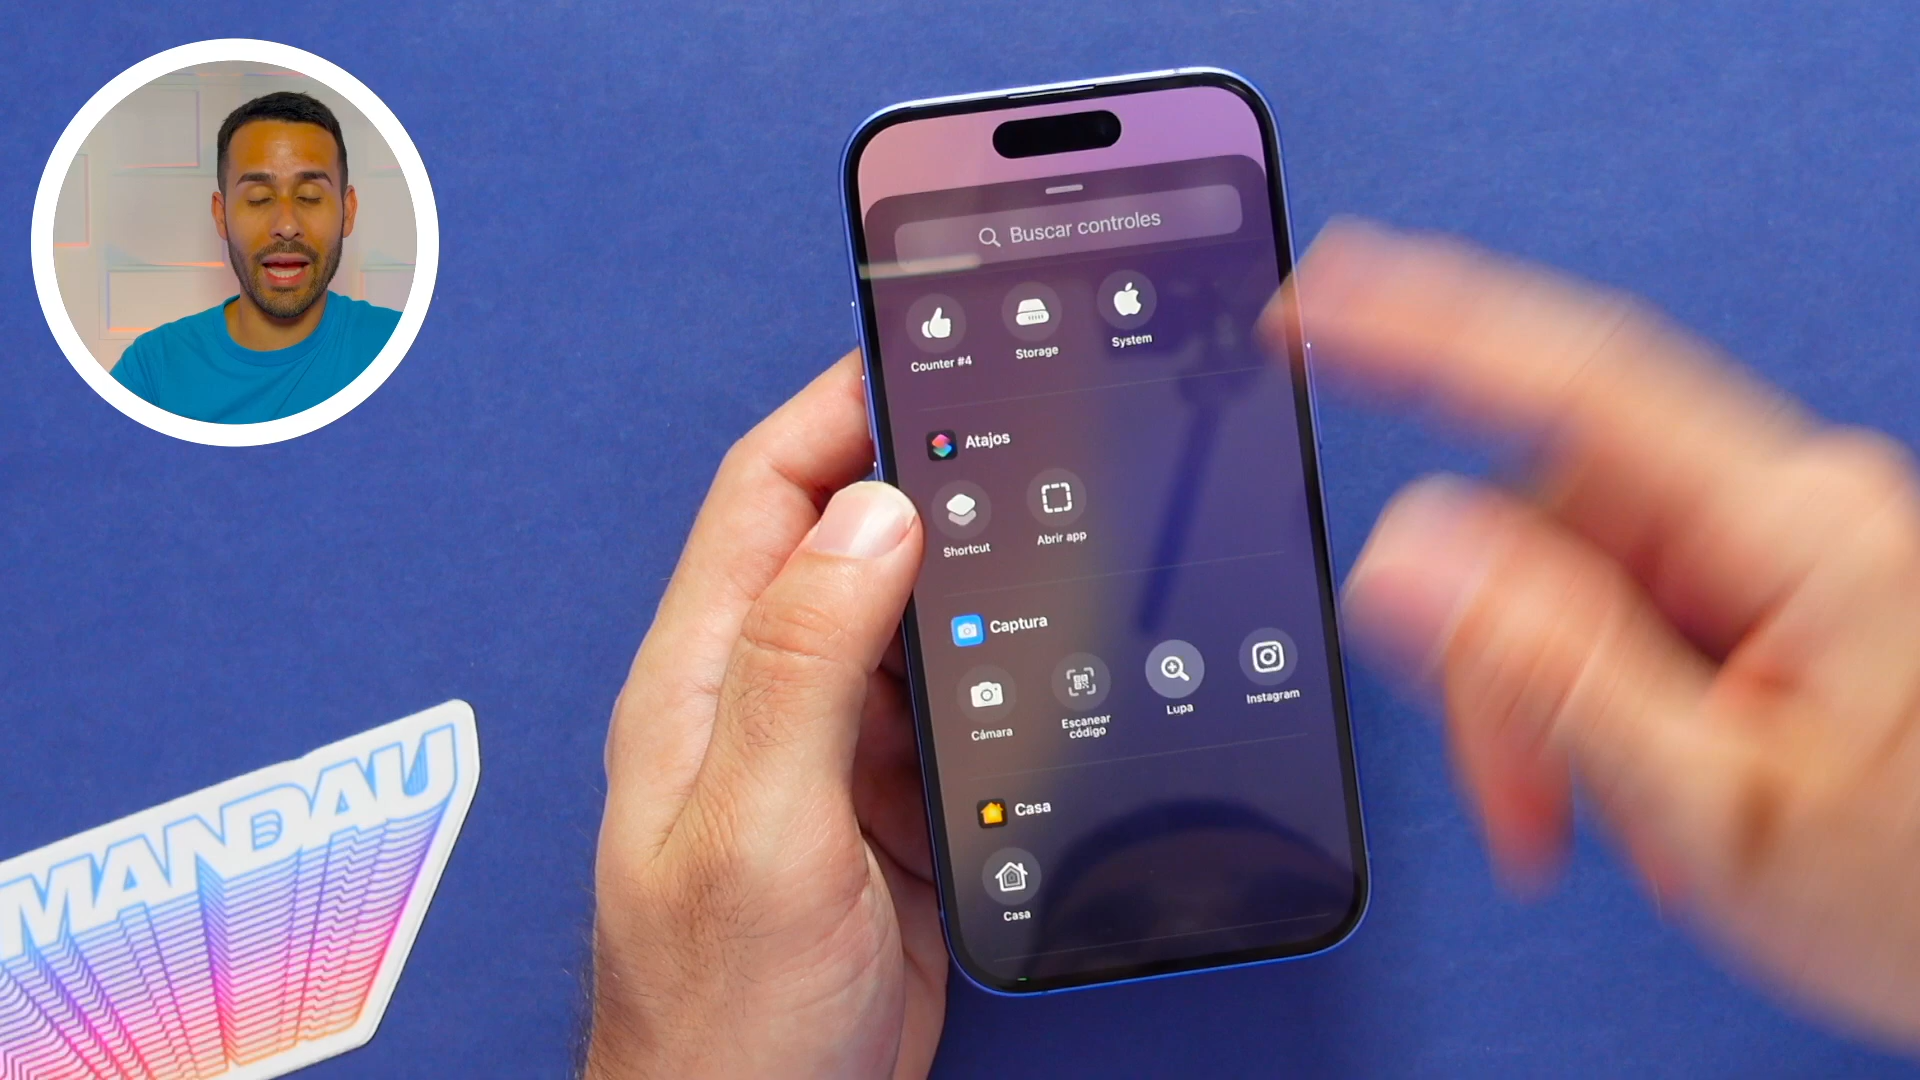 Buscar controles
Counter #4
Storage
System
Atajos
Shortcut
Abrir app
Captura
Cámara
Escanear
código
Lupa
Instagram
Casa
Casa
MANDAU